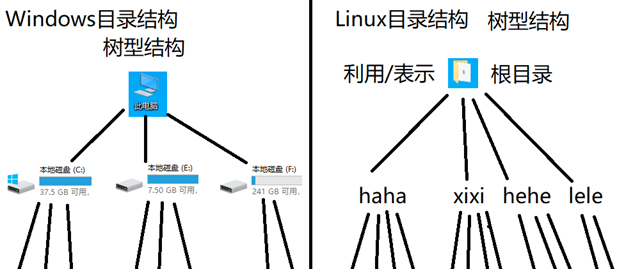 Windows目录结构
树型结构
此电脑
本地磁盘 (C:)
37.5 GB 可用,
本地磁盘 (E:)
7.50 GB 可用,
本地磁盘 (F:)
241 GB 可用,
Linux目录结构 树型结构
利用/表示 根目录
haha xixi hehe lele